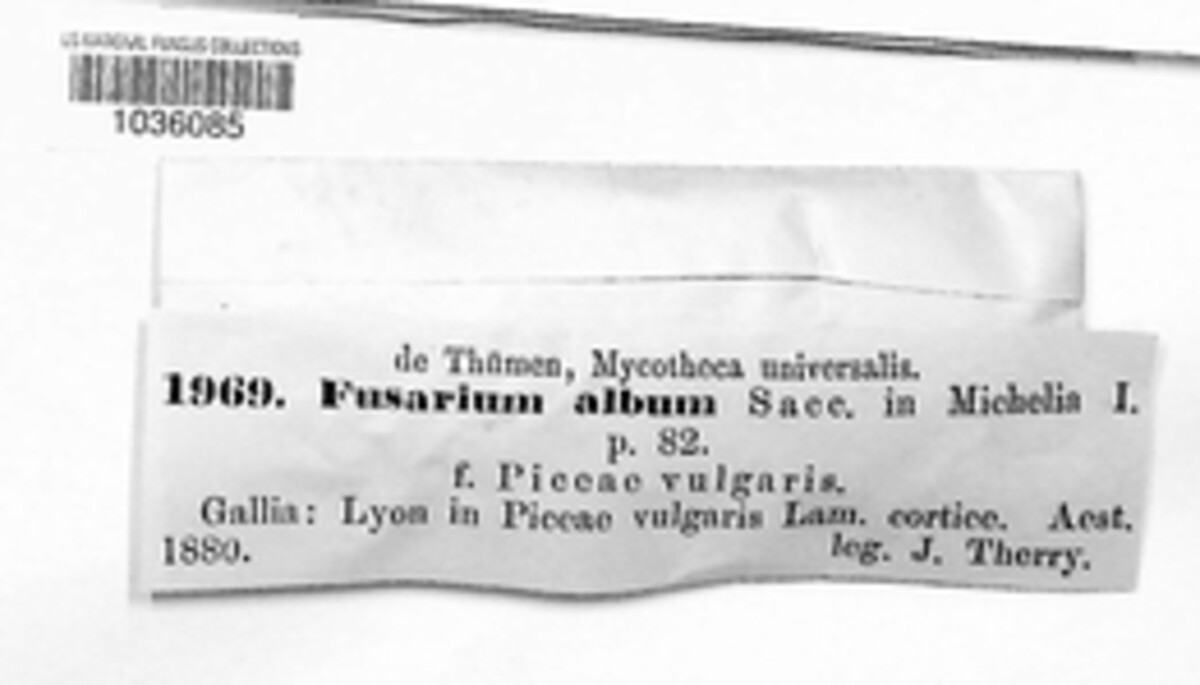 US NATIONAL FUNGUS COLLECTIONS
1036085
de Thümen, Mycotheca universalis.
1969. Fusarium album Sacc. in Michelia I.
p. 82.
f. Piceae vulgaris.
Gallia: Lyon in Piceae vulgaris Lam. cortice. Aest.
1880. leg. J. Therry.